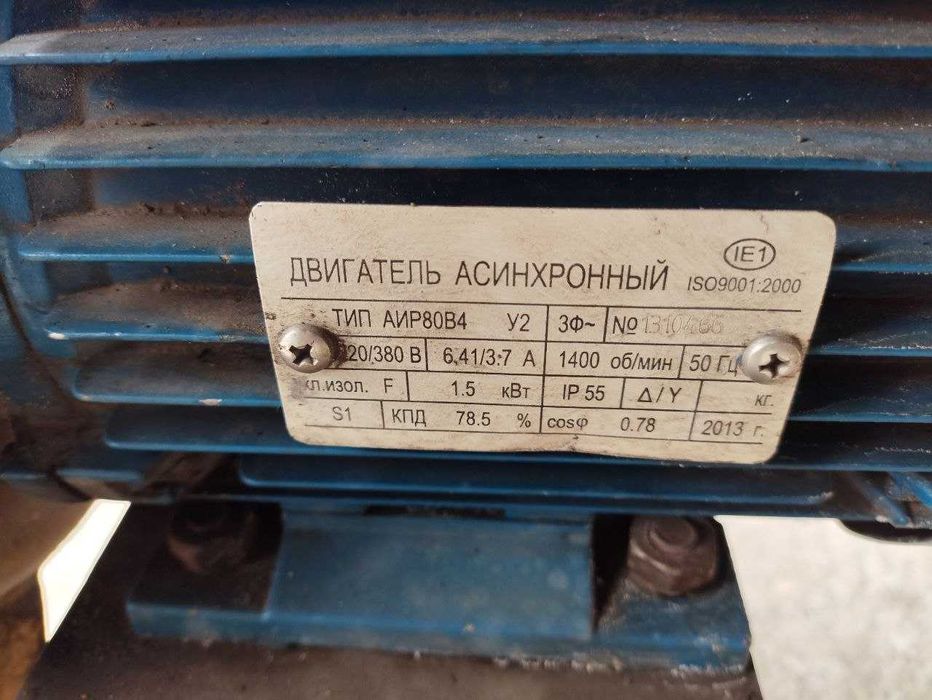 IE1
ДВИГАТЕЛЬ АСИНХРОННЫЙ ISO9001:2000
ТИП АИР80В4 У2 3Ф~ №
20/380 В 6.41/3.7 А 1400 об/мин 50 Гц
кл.изол. F 1.5 кВт IP 55 Δ/Y кг.
S1 КПД 78.5 % cosφ 0.78 2013 г.